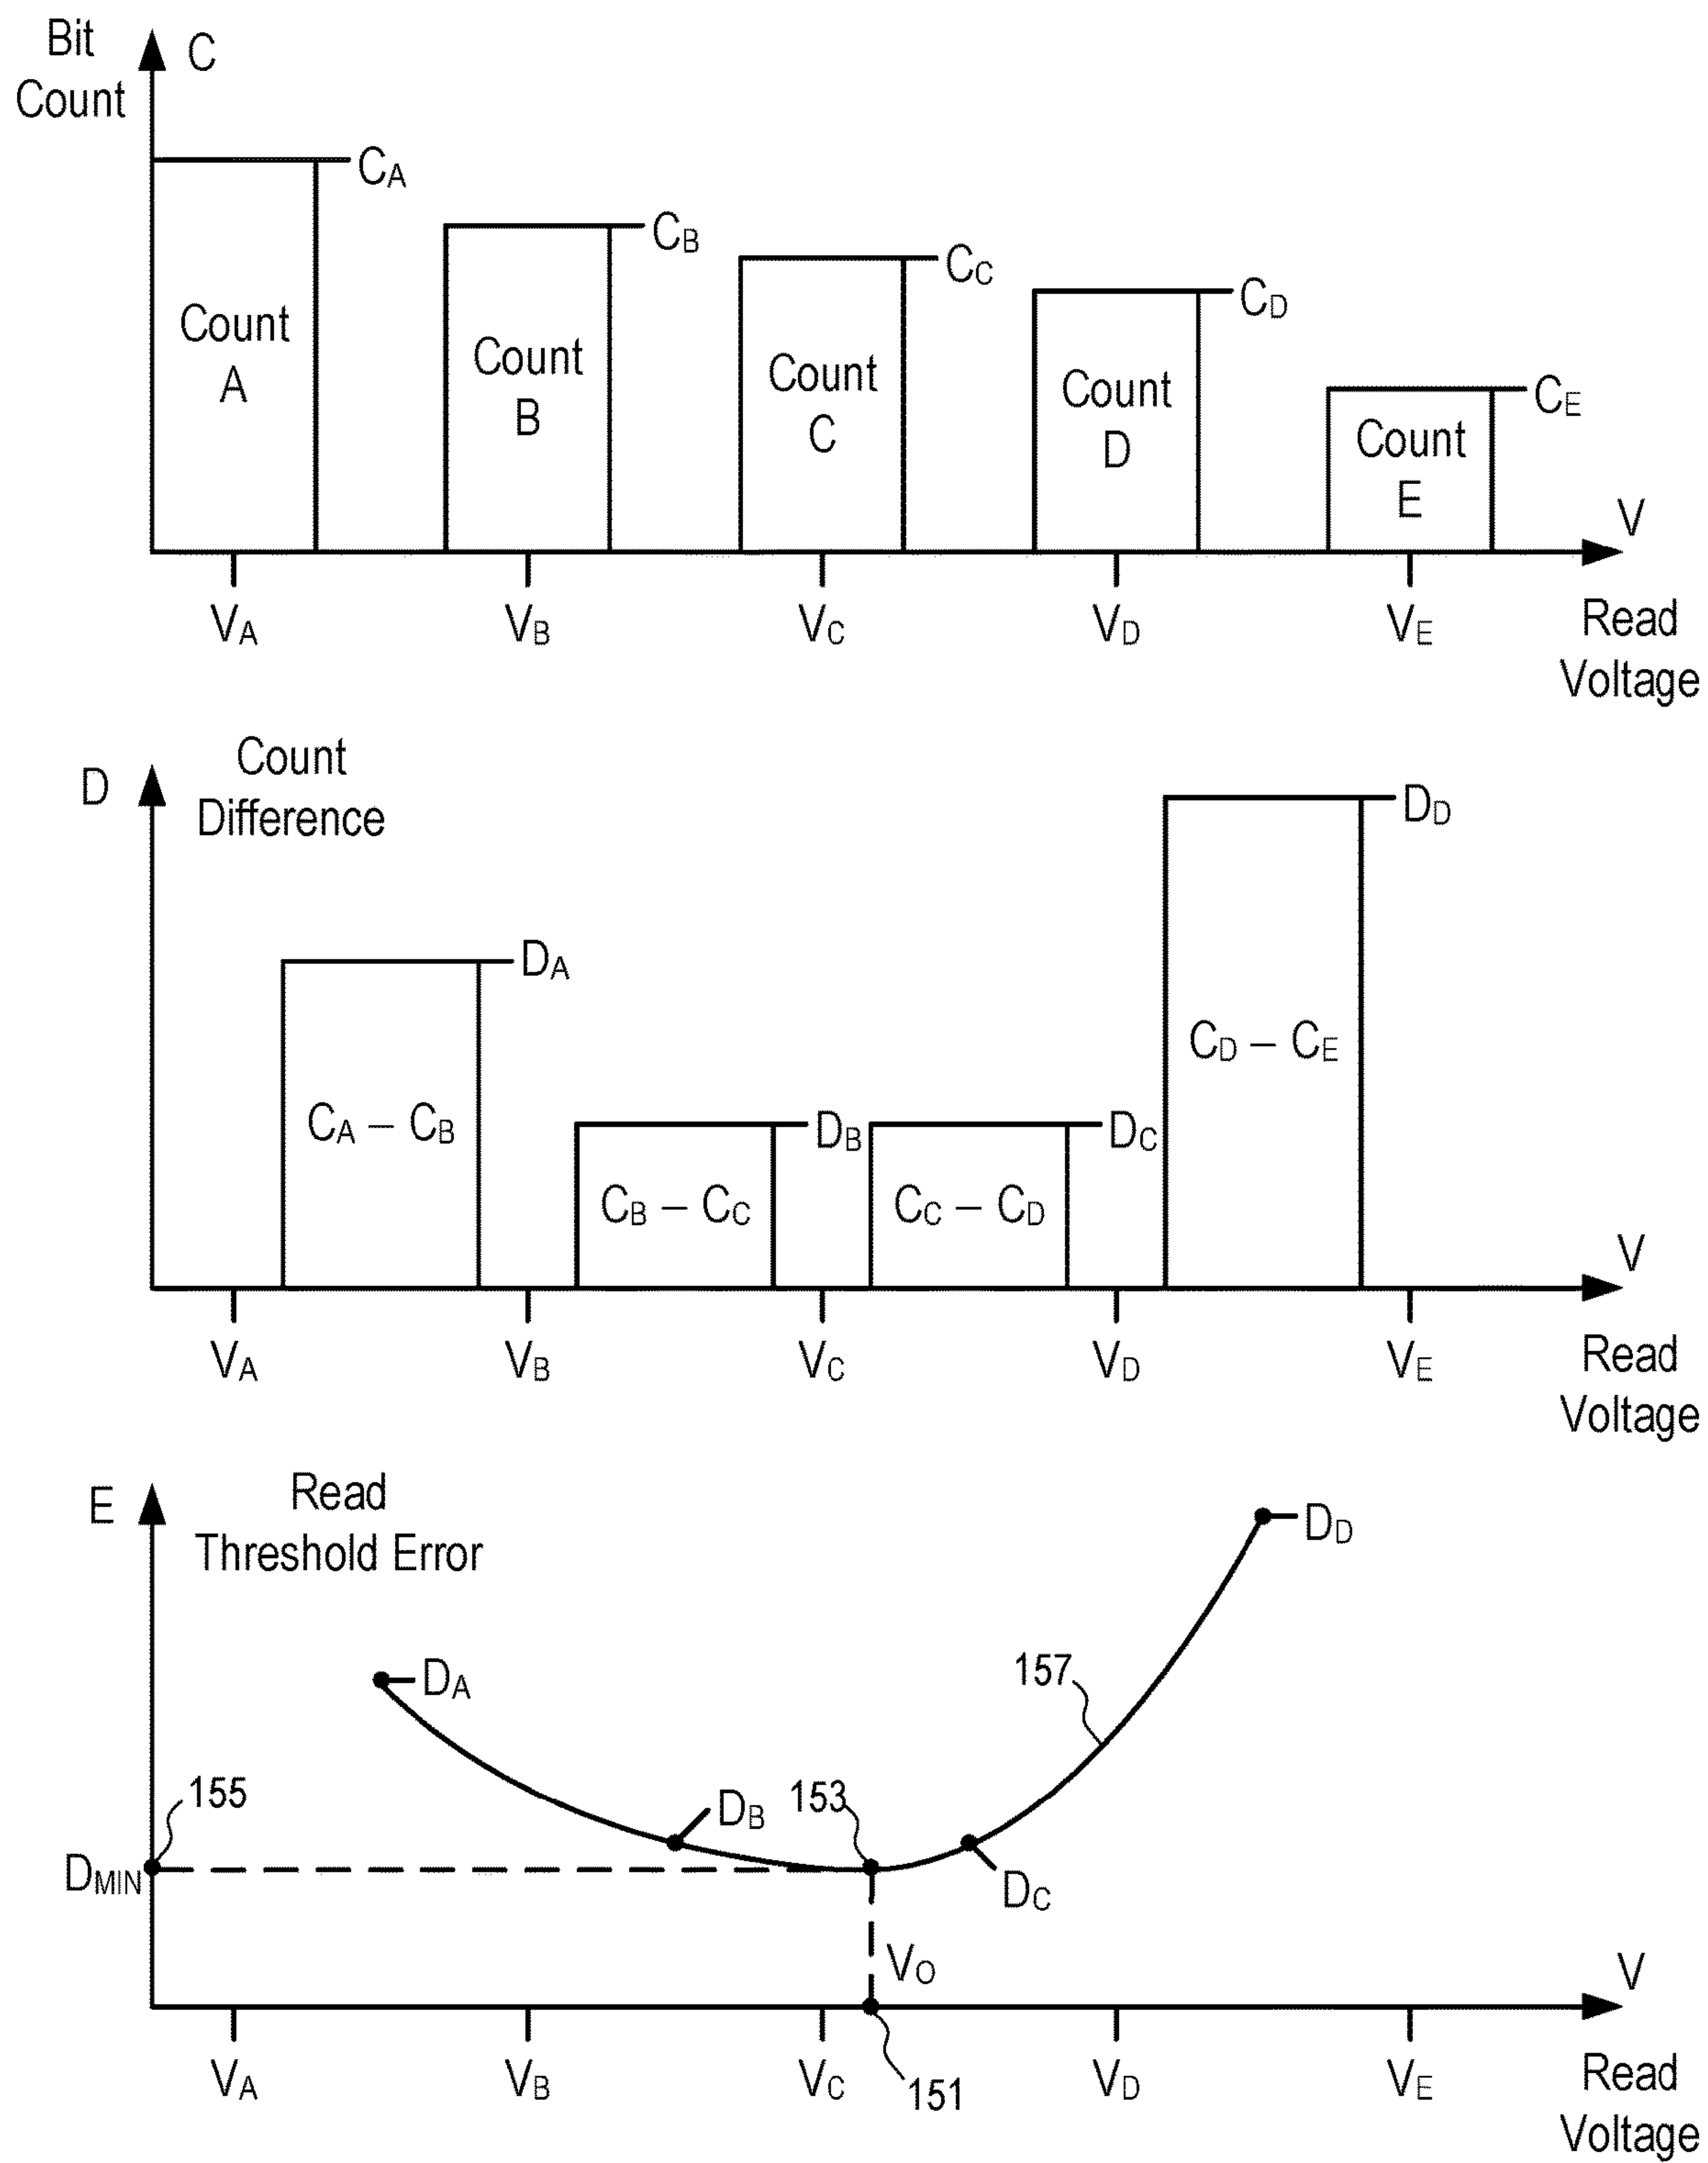 Bit
Count
C
CA
CB
CC
CD
CE
Count
A
Count
B
Count
C
Count
D
Count
E
V
VA
VB
VC
VD
VE
Read
Voltage
D
Count
Difference
DD
DA
CD – CE
CA – CB
DB
DC
CB – CC
CC – CD
V
VA
VB
VC
VD
VE
Read
Voltage
E
Read
Threshold Error
DD
DA
157
155
DB
153
DMIN
DC
VO
V
VA
VB
VC
151
VD
VE
Read
Voltage